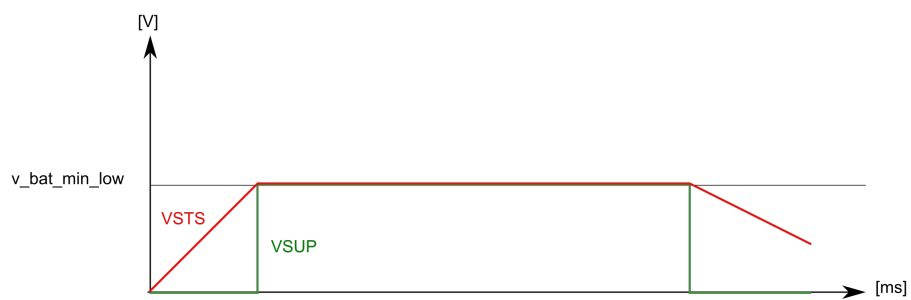 [V]
v_bat_min_low
VSTS
VSUP
[ms]